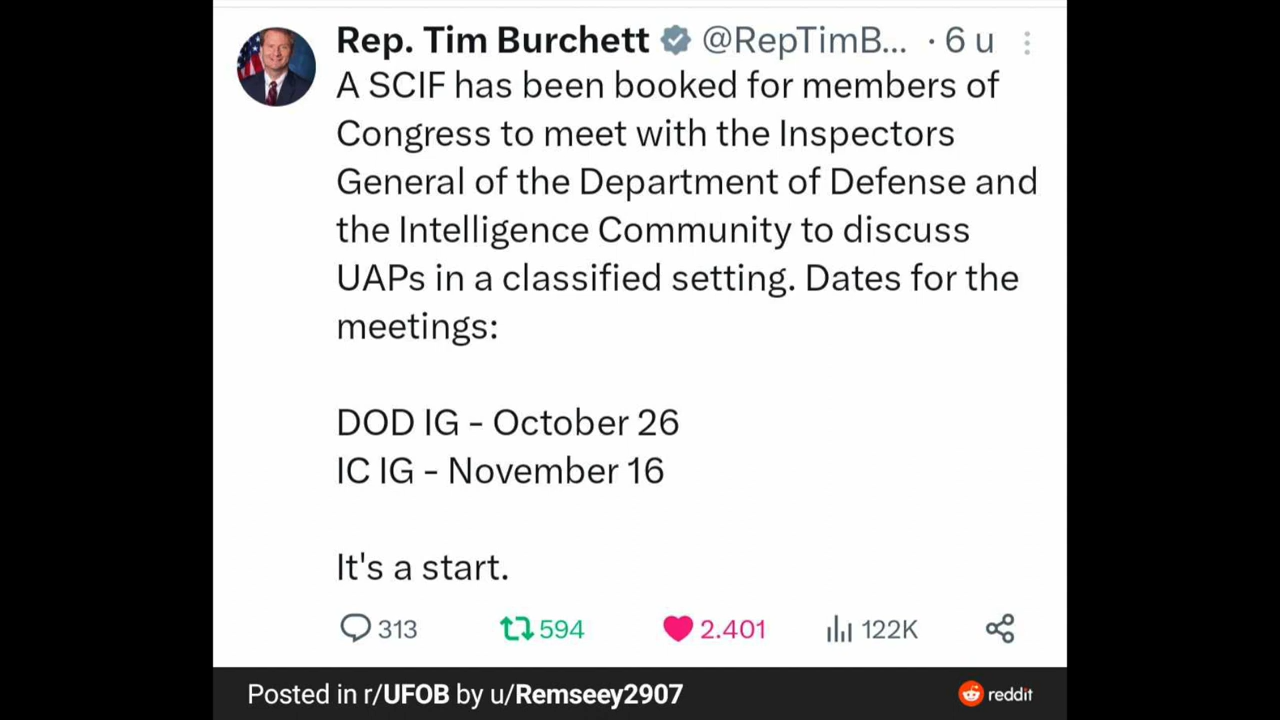 Rep. Tim Burchett @RepTimB... · 6 u
A SCIF has been booked for members of
Congress to meet with the Inspectors
General of the Department of Defense and
the Intelligence Community to discuss
UAPs in a classified setting. Dates for the
meetings:
DOD IG - October 26
IC IG - November 16
It's a start.
313 594 2.401 122K
Posted in r/UFOB by u/Remseey2907 reddit